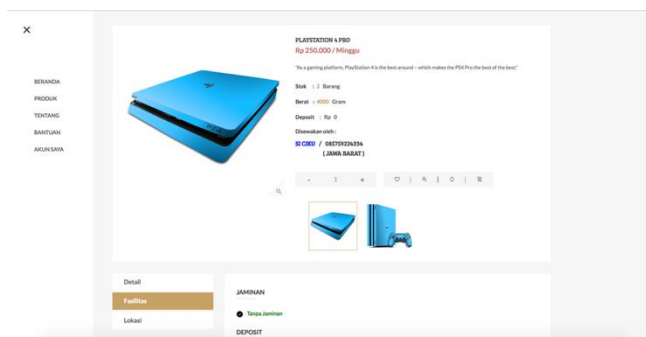 BERANDA
PRODUK
TENTANG
BANTUAN
AKUN SAYA
PLAYSTATION 4 PRO
Rp 250.000 / Minggu
"As a gaming platform, PlayStation 4 is the best around – which makes the PS4 Pro the best of the best."
Stok : 2 Barang
Berat : 4000 Gram
Deposit : Rp 0
Disewakan oleh :
SI CIKU / 085759226334
( JAWA BARAT )
- 1 +
Detail
Fasilitas
Lokasi
JAMINAN
Tanpa Jaminan
DEPOSIT